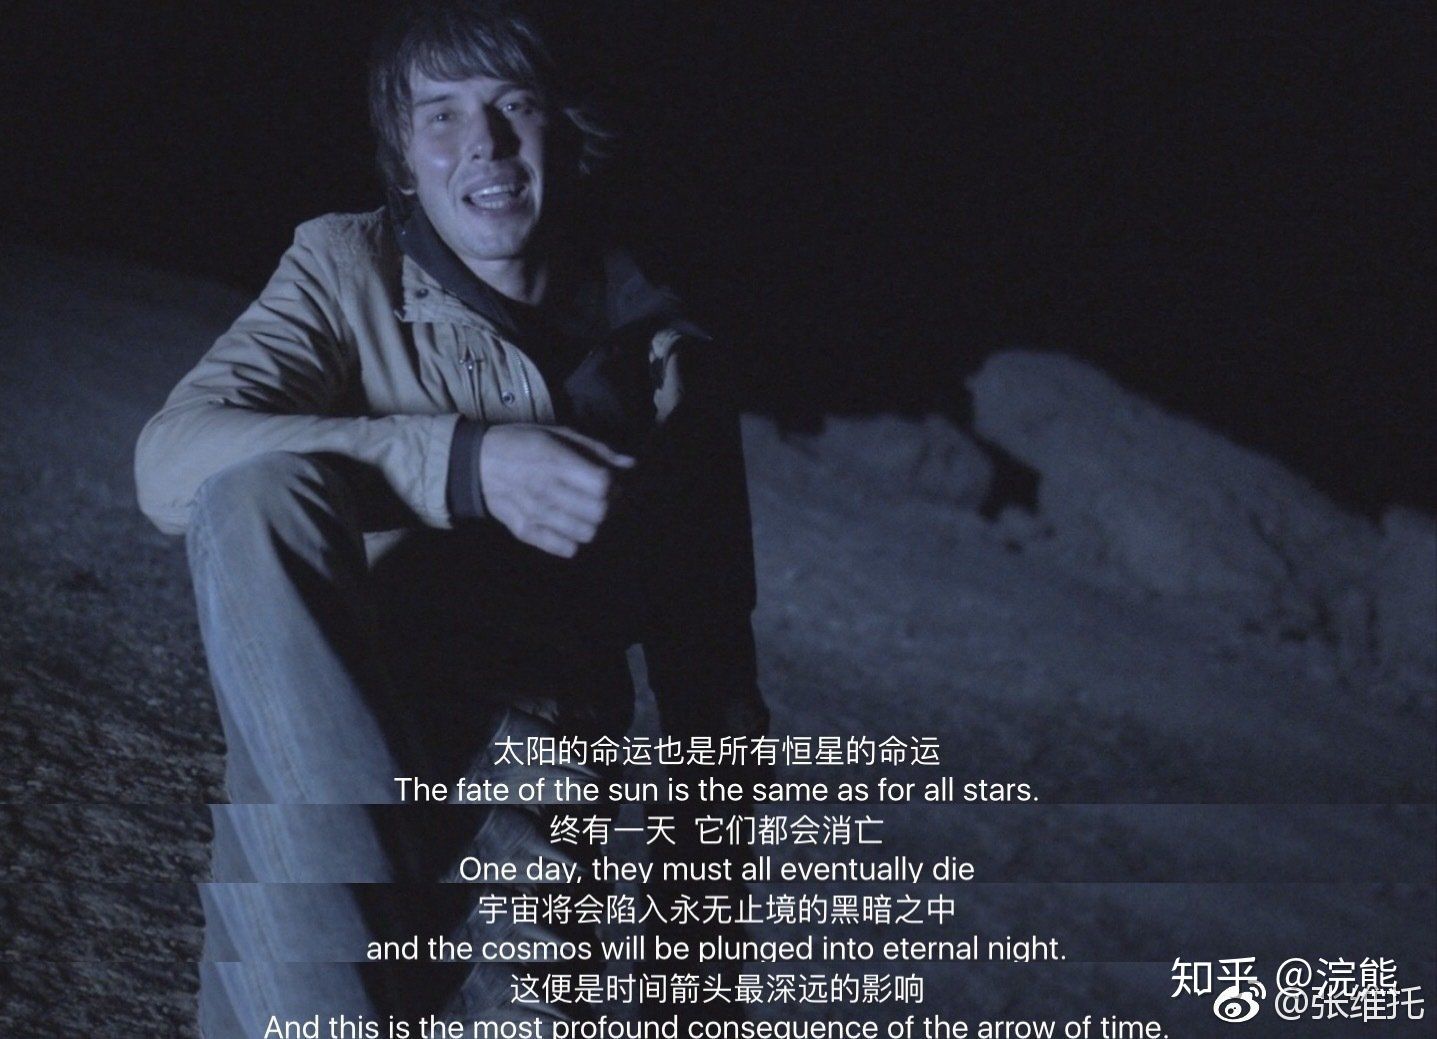 太阳的命运也是所有恒星的命运
The fate of the sun is the same as for all stars.
终有一天 它们都会消亡
One day, they must all eventually die
宇宙将会陷入永无止境的黑暗之中
and the cosmos will be plunged into eternal night.
这便是时间箭头最深远的影响
And this is the most profound consequence of the arrow of time.
知乎 @浣熊
@张维托